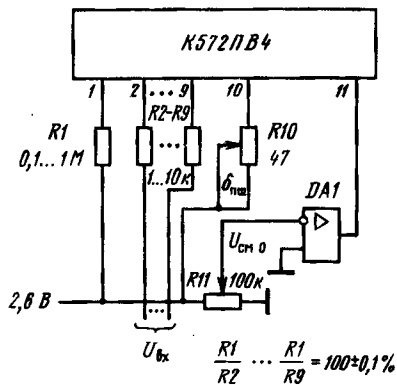 К572ПВ4
1 2 ... 9 10 11
R1
0,1...1М
R2-R9
...
1...10к
R10
47
δпш
DA1
▷
Uсм 0
R11 100к
2,6 В
...
Uвх
R1/R2 ... R1/R9 = 100±0,1%